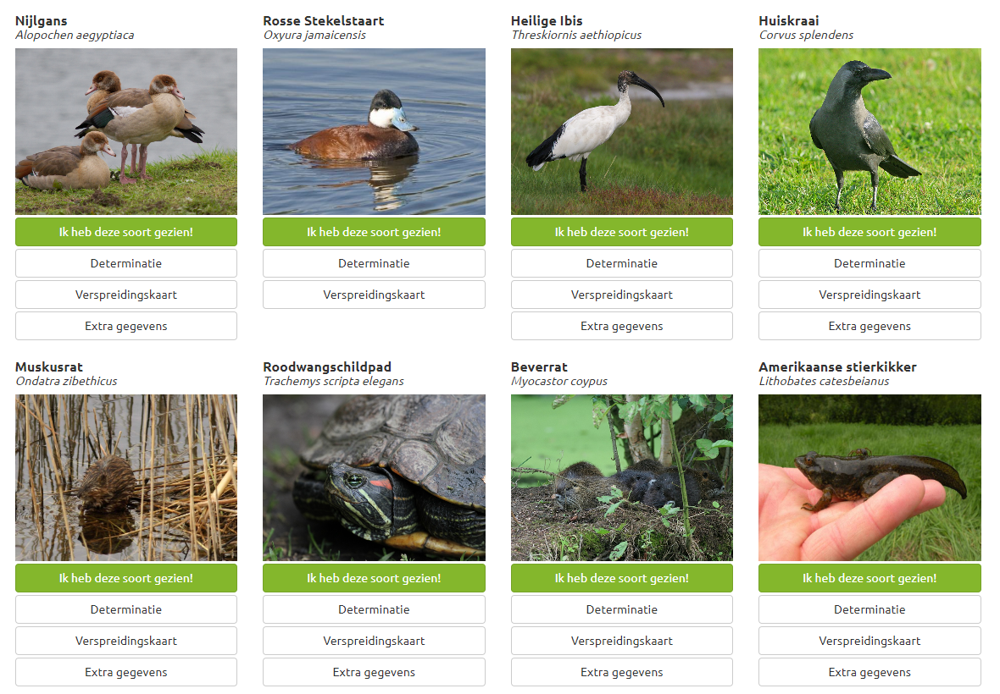 Nijlgans
Alopochen aegyptiaca
Ik heb deze soort gezien!
Determinatie
Verspreidingskaart
Extra gegevens
Rosse Stekelstaart
Oxyura jamaicensis
Ik heb deze soort gezien!
Determinatie
Verspreidingskaart
Heilige Ibis
Threskiornis aethiopicus
Ik heb deze soort gezien!
Determinatie
Verspreidingskaart
Extra gegevens
Huiskraai
Corvus splendens
Ik heb deze soort gezien!
Determinatie
Verspreidingskaart
Extra gegevens
Muskusrat
Ondatra zibethicus
Ik heb deze soort gezien!
Determinatie
Verspreidingskaart
Extra gegevens
Roodwangschildpad
Trachemys scripta elegans
Ik heb deze soort gezien!
Determinatie
Verspreidingskaart
Extra gegevens
Beverrat
Myocastor coypus
Ik heb deze soort gezien!
Determinatie
Verspreidingskaart
Extra gegevens
Amerikaanse stierkikker
Lithobates catesbeianus
Ik heb deze soort gezien!
Determinatie
Verspreidingskaart
Extra gegevens